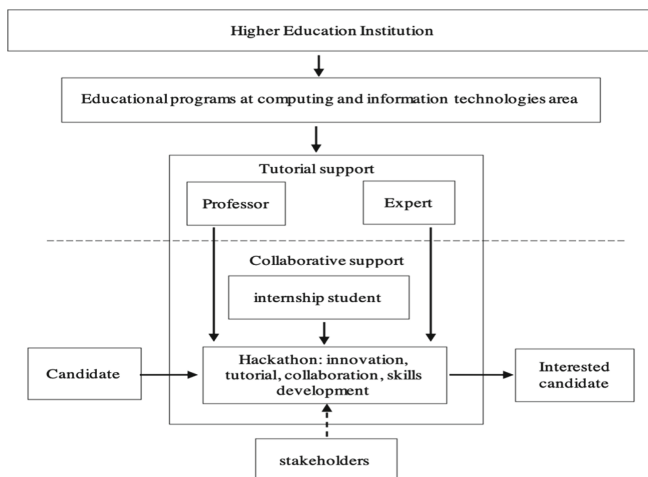 Higher Education Institution
Educational programs at computing and information technologies area
Tutorial support
Professor
Expert
Collaborative support
internship student
Candidate
Hackathon: innovation,
tutorial, collaboration, skills
development
Interested
candidate
stakeholders